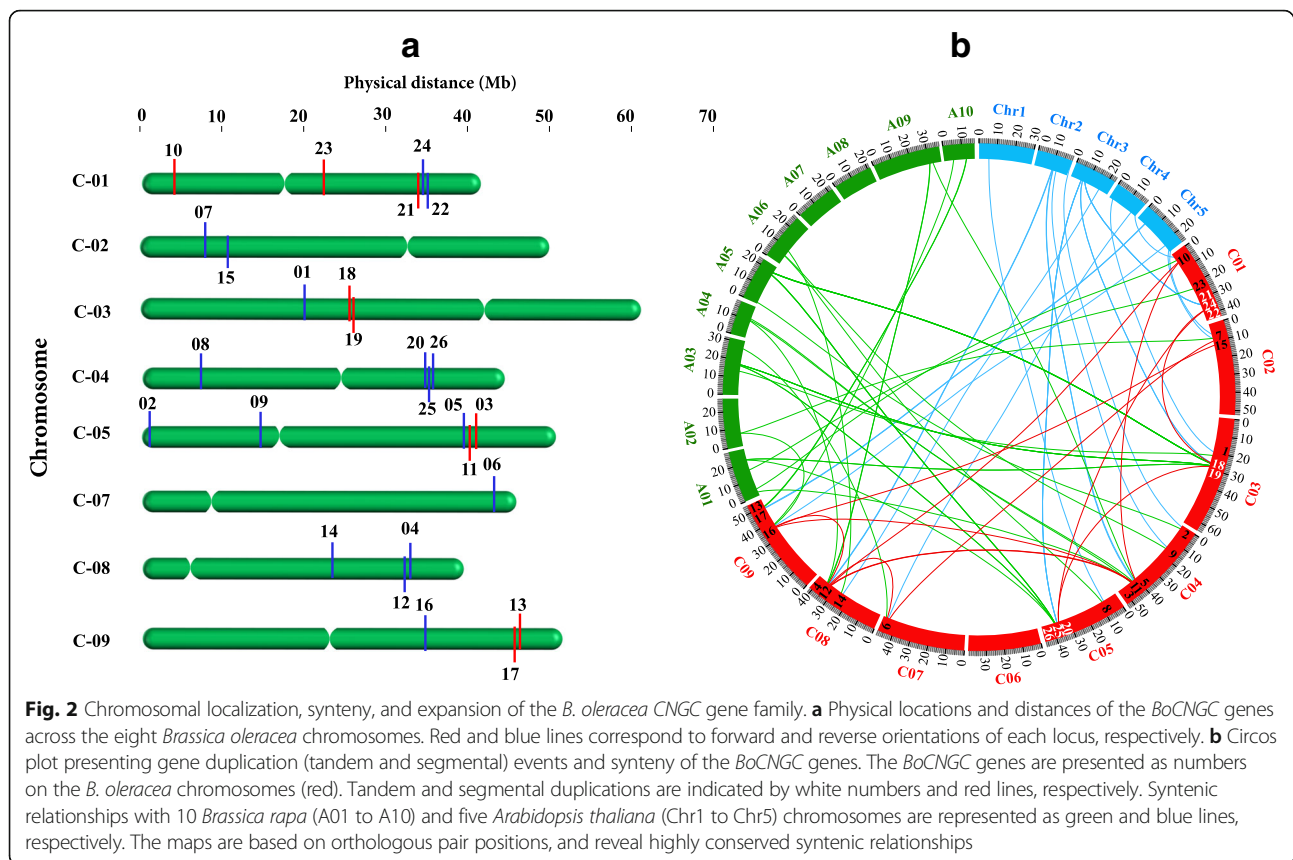 a
Physical distance (Mb)
0 10 20 30 40 50 60 70
Chromosome
10 23 24
C-01
21 22
07
C-02
15
01 18
C-03
19
08 20 26
C-04
25
02 09 05 03
C-05
11
06
C-07
14 04
C-08
12
16 13
C-09
17
b
Chr1
Chr2
Chr3
Chr4
Chr5
C01
C02
C03
C04
C05
C06
C07
C08
C09
A01
A02
A03
A04
A05
A06
A07
A08
A09
A10
Fig. 2 Chromosomal localization, synteny, and expansion of the B. oleracea CNGC gene family. a Physical locations and distances of the BoCNGC genes
across the eight Brassica oleracea chromosomes. Red and blue lines correspond to forward and reverse orientations of each locus, respectively. b Circos
plot presenting gene duplication (tandem and segmental) events and synteny of the BoCNGC genes. The BoCNGC genes are presented as numbers
on the B. oleracea chromosomes (red). Tandem and segmental duplications are indicated by white numbers and red lines, respectively. Syntenic
relationships with 10 Brassica rapa (A01 to A10) and five Arabidopsis thaliana (Chr1 to Chr5) chromosomes are represented as green and blue lines,
respectively. The maps are based on orthologous pair positions, and reveal highly conserved syntenic relationships